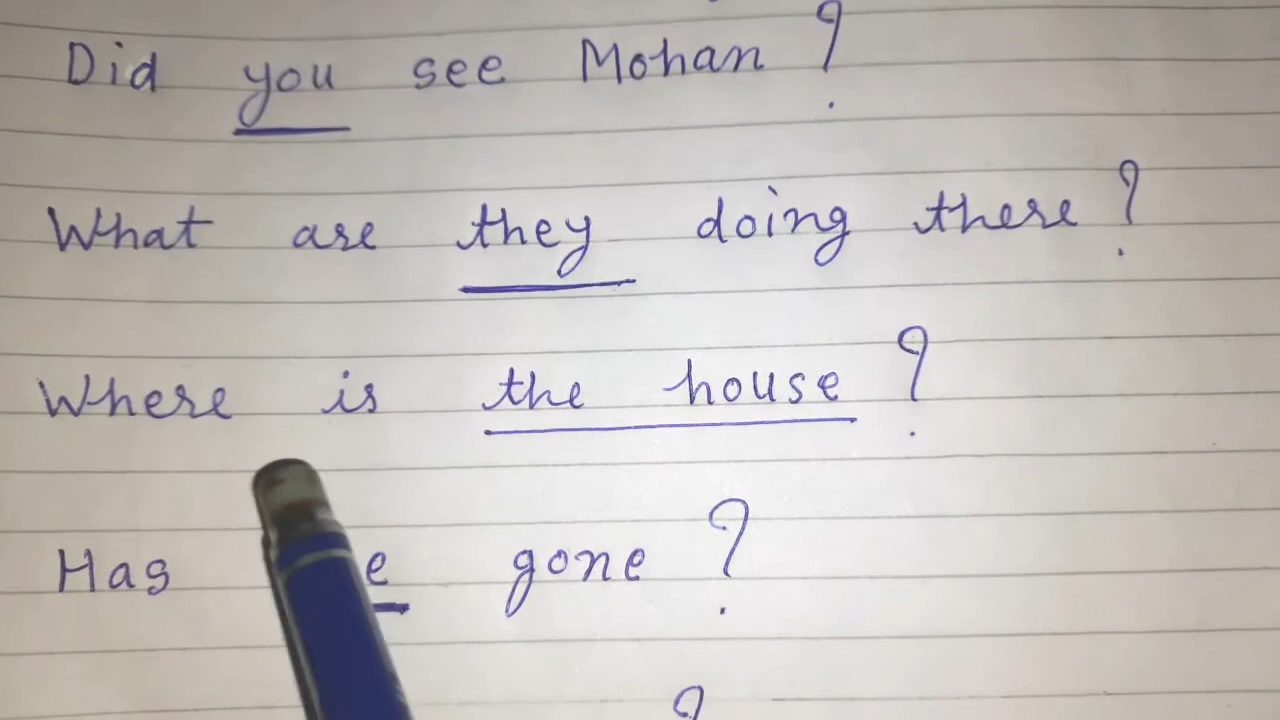 Did you see Mohan ?
What are they doing there ?
Where is the house ?
Has gone ?
?